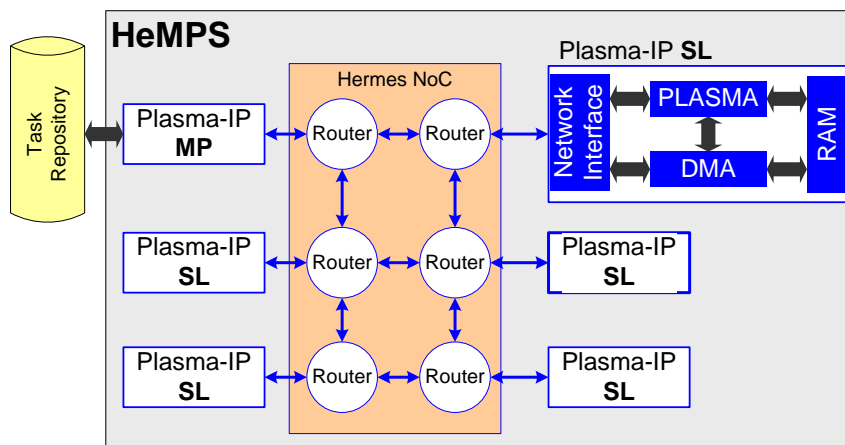 HeMPS
Plasma-IP SL
Hermes NoC
Task
Repository
Plasma-IP
MP
Router
Router
Network
Interface
PLASMA
DMA
RAM
Plasma-IP
SL
Router
Router
Plasma-IP
SL
Plasma-IP
SL
Router
Router
Plasma-IP
SL